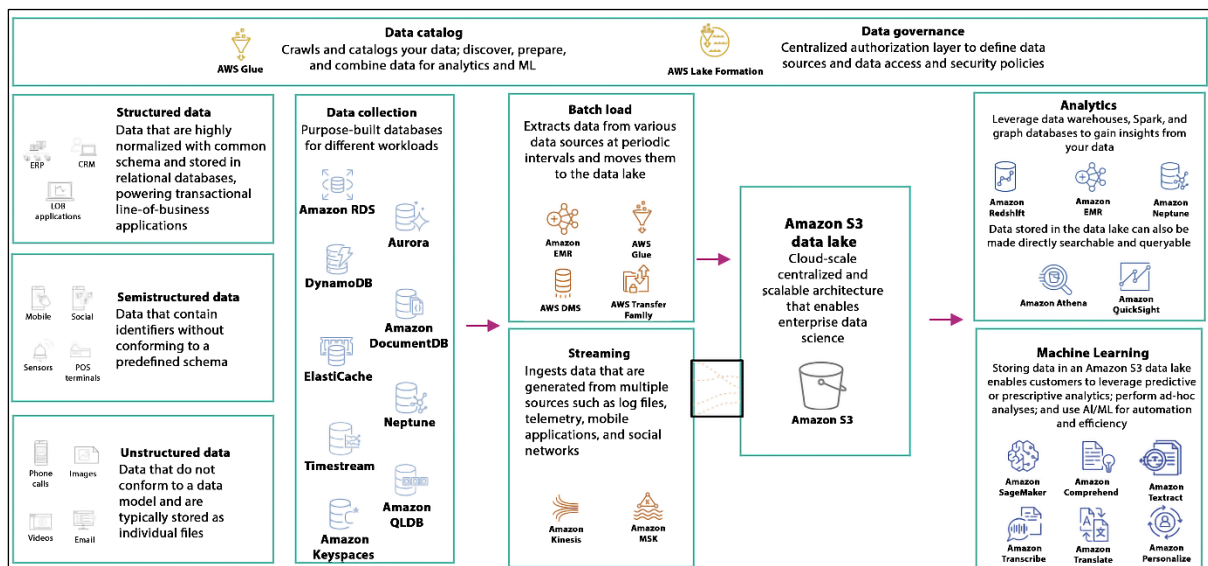 Data catalog
Crawls and catalogs your data; discover, prepare,
and combine data for analytics and ML
AWS Glue
Data governance
Centralized authorization layer to define data
sources and data access and security policies
AWS Lake Formation
Structured data
Data that are highly
normalized with common
schema and stored in
relational databases,
powering transactional
line-of-business
applications
ERP
CRM
LOB
applications
Semistructured data
Data that contain
identifiers without
conforming to a
predefined schema
Mobile
Social
Sensors
POS
terminals
Unstructured data
Data that do not
conform to a data
model and are
typically stored as
individual files
Phone
calls
Images
Videos
Email
Data collection
Purpose-built databases
for different workloads
Amazon RDS
Aurora
DynamoDB
Amazon
DocumentDB
ElastiCache
Neptune
Timestream
Amazon
QLDB
Amazon
Keyspaces
Batch load
Extracts data from various
data sources at periodic
intervals and moves them
to the data lake
Amazon
EMR
AWS
Glue
AWS DMS
AWS Transfer
Family
Streaming
Ingests data that are
generated from multiple
sources such as log files,
telemetry, mobile
applications, and social
networks
Amazon
Kinesis
Amazon
MSK
Amazon S3
data lake
Cloud-scale
centralized and
scalable architecture
that enables
enterprise data
science
Amazon S3
Analytics
Leverage data warehouses, Spark, and
graph databases to gain insights from
your data
Amazon
Redshift
Amazon
EMR
Amazon
Neptune
Data stored in the data lake can also be
made directly searchable and queryable
Amazon Athena
Amazon
QuickSight
Machine Learning
Storing data in an Amazon S3 data lake
enables customers to leverage predictive
or prescriptive analytics; perform ad-hoc
analyses; and use AI/ML for automation
and efficiency
Amazon
SageMaker
Amazon
Comprehend
Amazon
Textract
Amazon
Transcribe
Amazon
Translate
Amazon
Personalize